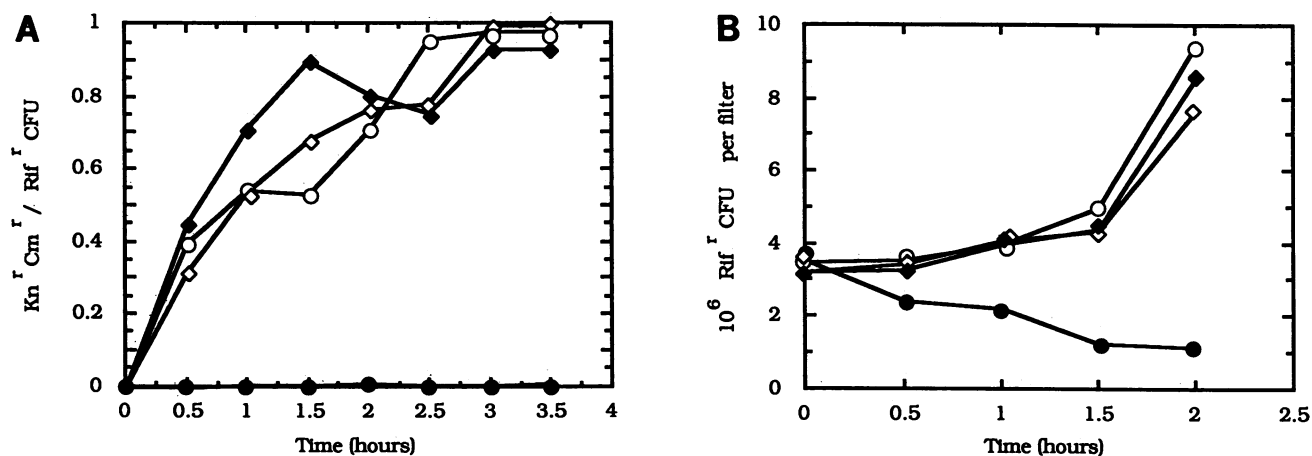 A
Kn r Cm r / Rif r CFU
1
0.8
0.6
0.4
0.2
0
0 0.5 1 1.5 2 2.5 3 3.5 4
Time (hours)
B
10 6 Rif r CFU per filter
10
8
6
4
2
0
0 0.5 1 1.5 2 2.5
Time (hours)